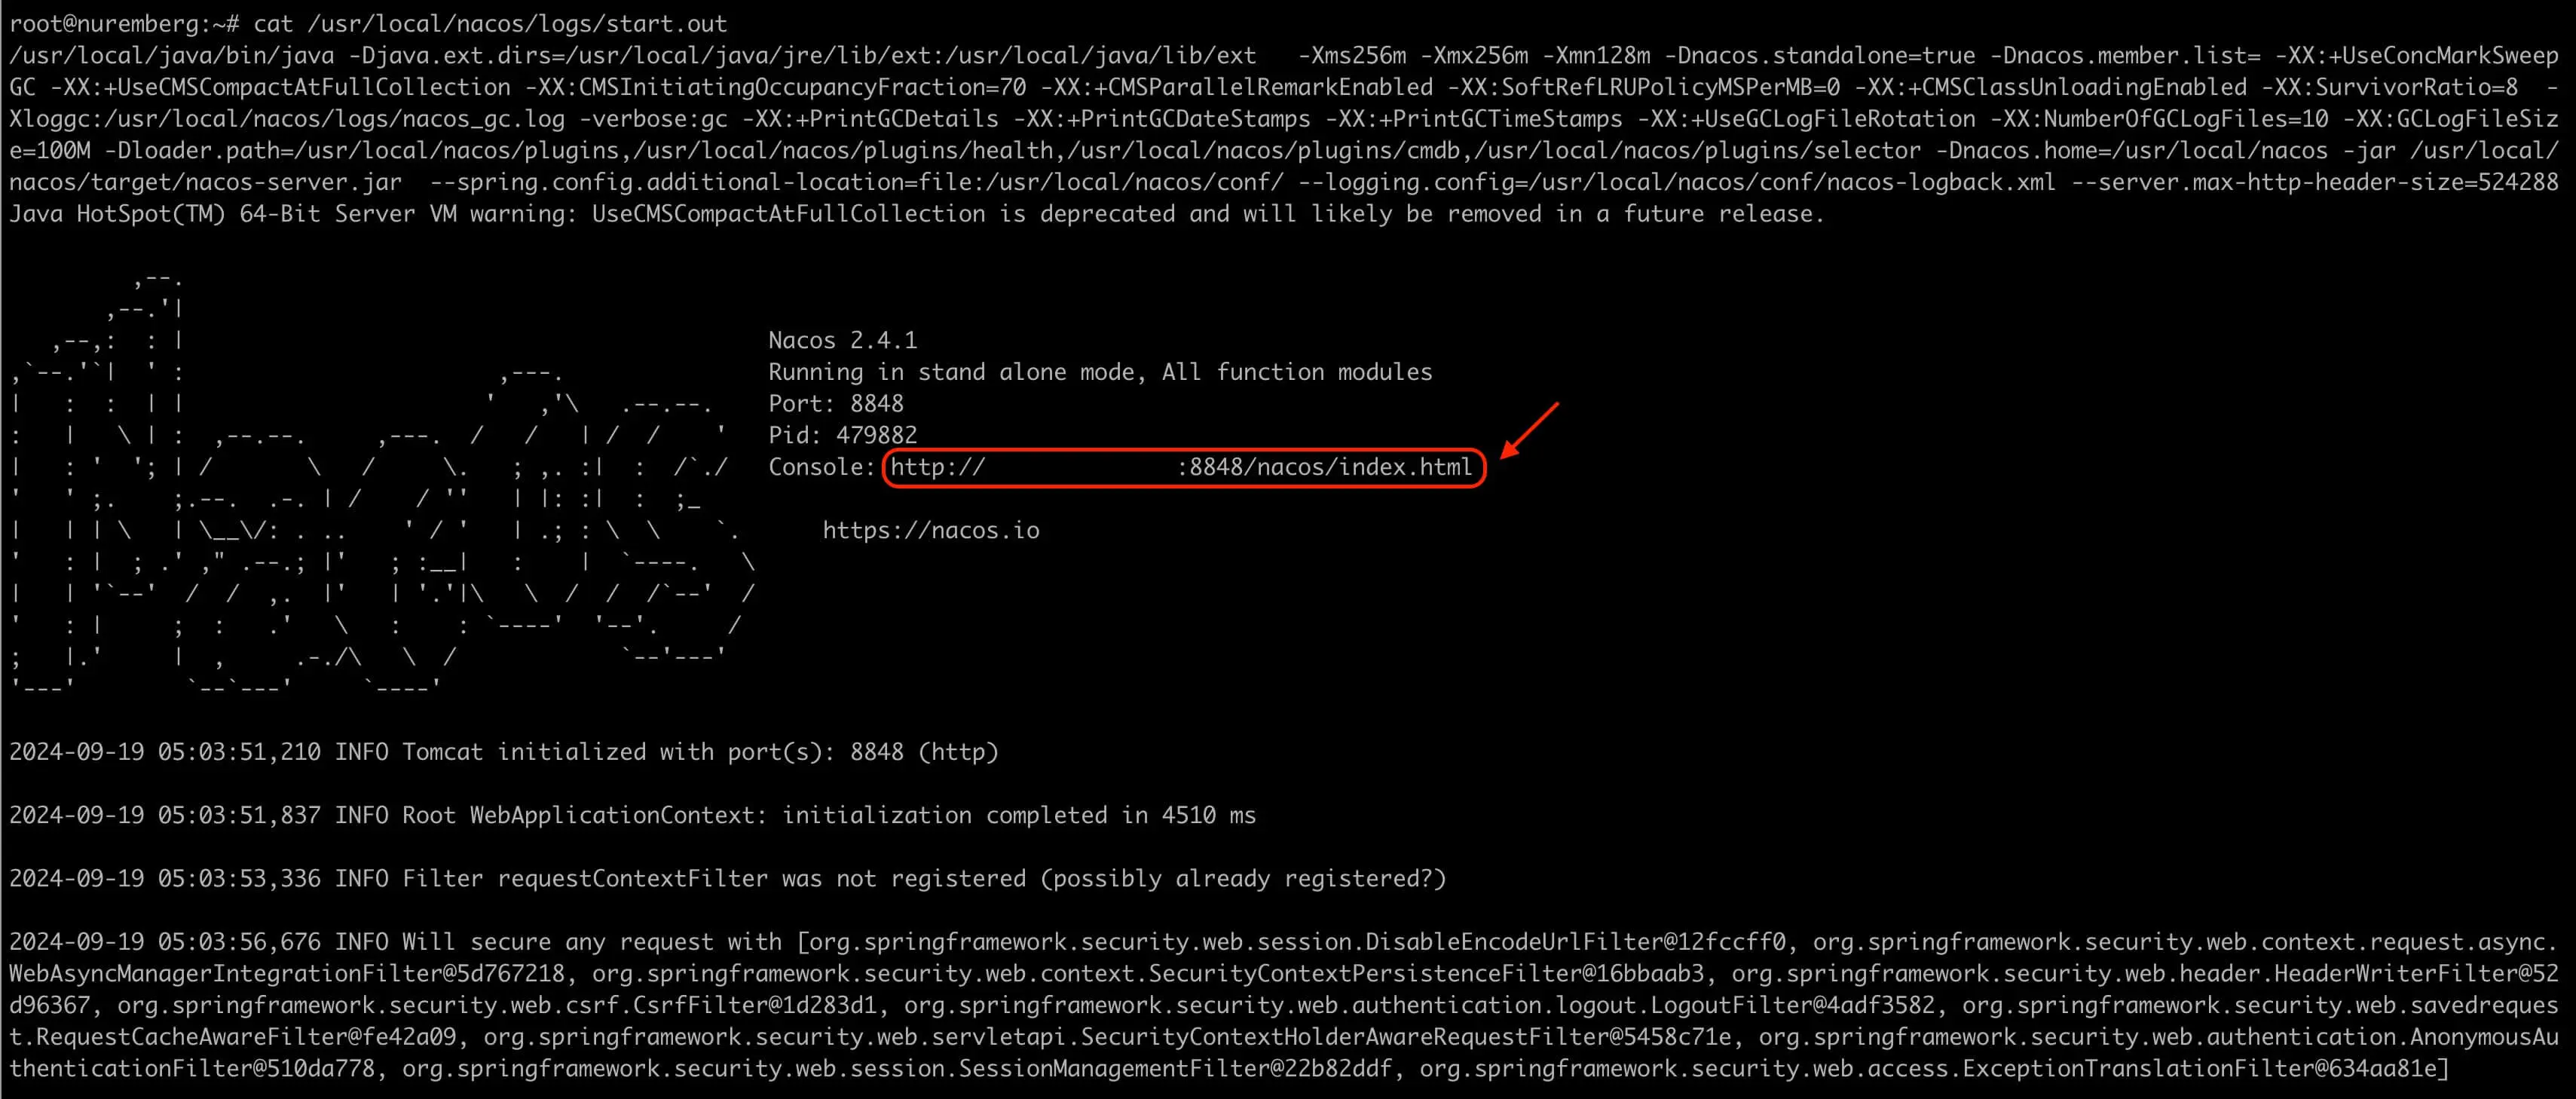 root@nuremberg:~# cat /usr/local/nacos/logs/start.out
/usr/local/java/bin/java -Djava.ext.dirs=/usr/local/java/jre/lib/ext:/usr/local/java/lib/ext   -Xms256m -Xmx256m -Xmn128m -Dnacos.standalone=true -Dnacos.member.list= -XX:+UseConcMarkSweep
GC -XX:+UseCMSCompactAtFullCollection -XX:CMSInitiatingOccupancyFraction=70 -XX:+CMSParallelRemarkEnabled -XX:SoftRefLRUPolicyMSPerMB=0 -XX:+CMSClassUnloadingEnabled -XX:SurvivorRatio=8  -
Xloggc:/usr/local/nacos/logs/nacos_gc.log -verbose:gc -XX:+PrintGCDetails -XX:+PrintGCDateStamps -XX:+PrintGCTimeStamps -XX:+UseGCLogFileRotation -XX:NumberOfGCLogFiles=10 -XX:GCLogFileSiz
e=100M -Dloader.path=/usr/local/nacos/plugins,/usr/local/nacos/plugins/health,/usr/local/nacos/plugins/cmdb,/usr/local/nacos/plugins/selector -Dnacos.home=/usr/local/nacos -jar /usr/local/
nacos/target/nacos-server.jar  --spring.config.additional-location=file:/usr/local/nacos/conf/ --logging.config=/usr/local/nacos/conf/nacos-logback.xml --server.max-http-header-size=524288
Java HotSpot(TM) 64-Bit Server VM warning: UseCMSCompactAtFullCollection is deprecated and will likely be removed in a future release.
Nacos
Nacos 2.4.1
Running in stand alone mode, All function modules
Port: 8848
Pid: 479882
Console: http://              :8848/nacos/index.html
https://nacos.io
2024-09-19 05:03:51,210 INFO Tomcat initialized with port(s): 8848 (http)
2024-09-19 05:03:51,837 INFO Root WebApplicationContext: initialization completed in 4510 ms
2024-09-19 05:03:53,336 INFO Filter requestContextFilter was not registered (possibly already registered?)
2024-09-19 05:03:56,676 INFO Will secure any request with [org.springframework.security.web.session.DisableEncodeUrlFilter@12fccff0, org.springframework.security.web.context.request.async.
WebAsyncManagerIntegrationFilter@5d767218, org.springframework.security.web.context.SecurityContextPersistenceFilter@16bbaab3, org.springframework.security.web.header.HeaderWriterFilter@52
d96367, org.springframework.security.web.csrf.CsrfFilter@1d283d1, org.springframework.security.web.authentication.logout.LogoutFilter@4adf3582, org.springframework.security.web.savedreques
t.RequestCacheAwareFilter@fe42a09, org.springframework.security.web.servletapi.SecurityContextHolderAwareRequestFilter@5458c71e, org.springframework.security.web.authentication.AnonymousAu
thenticationFilter@510da778, org.springframework.security.web.session.SessionManagementFilter@22b82ddf, org.springframework.security.web.access.ExceptionTranslationFilter@634aa81e]